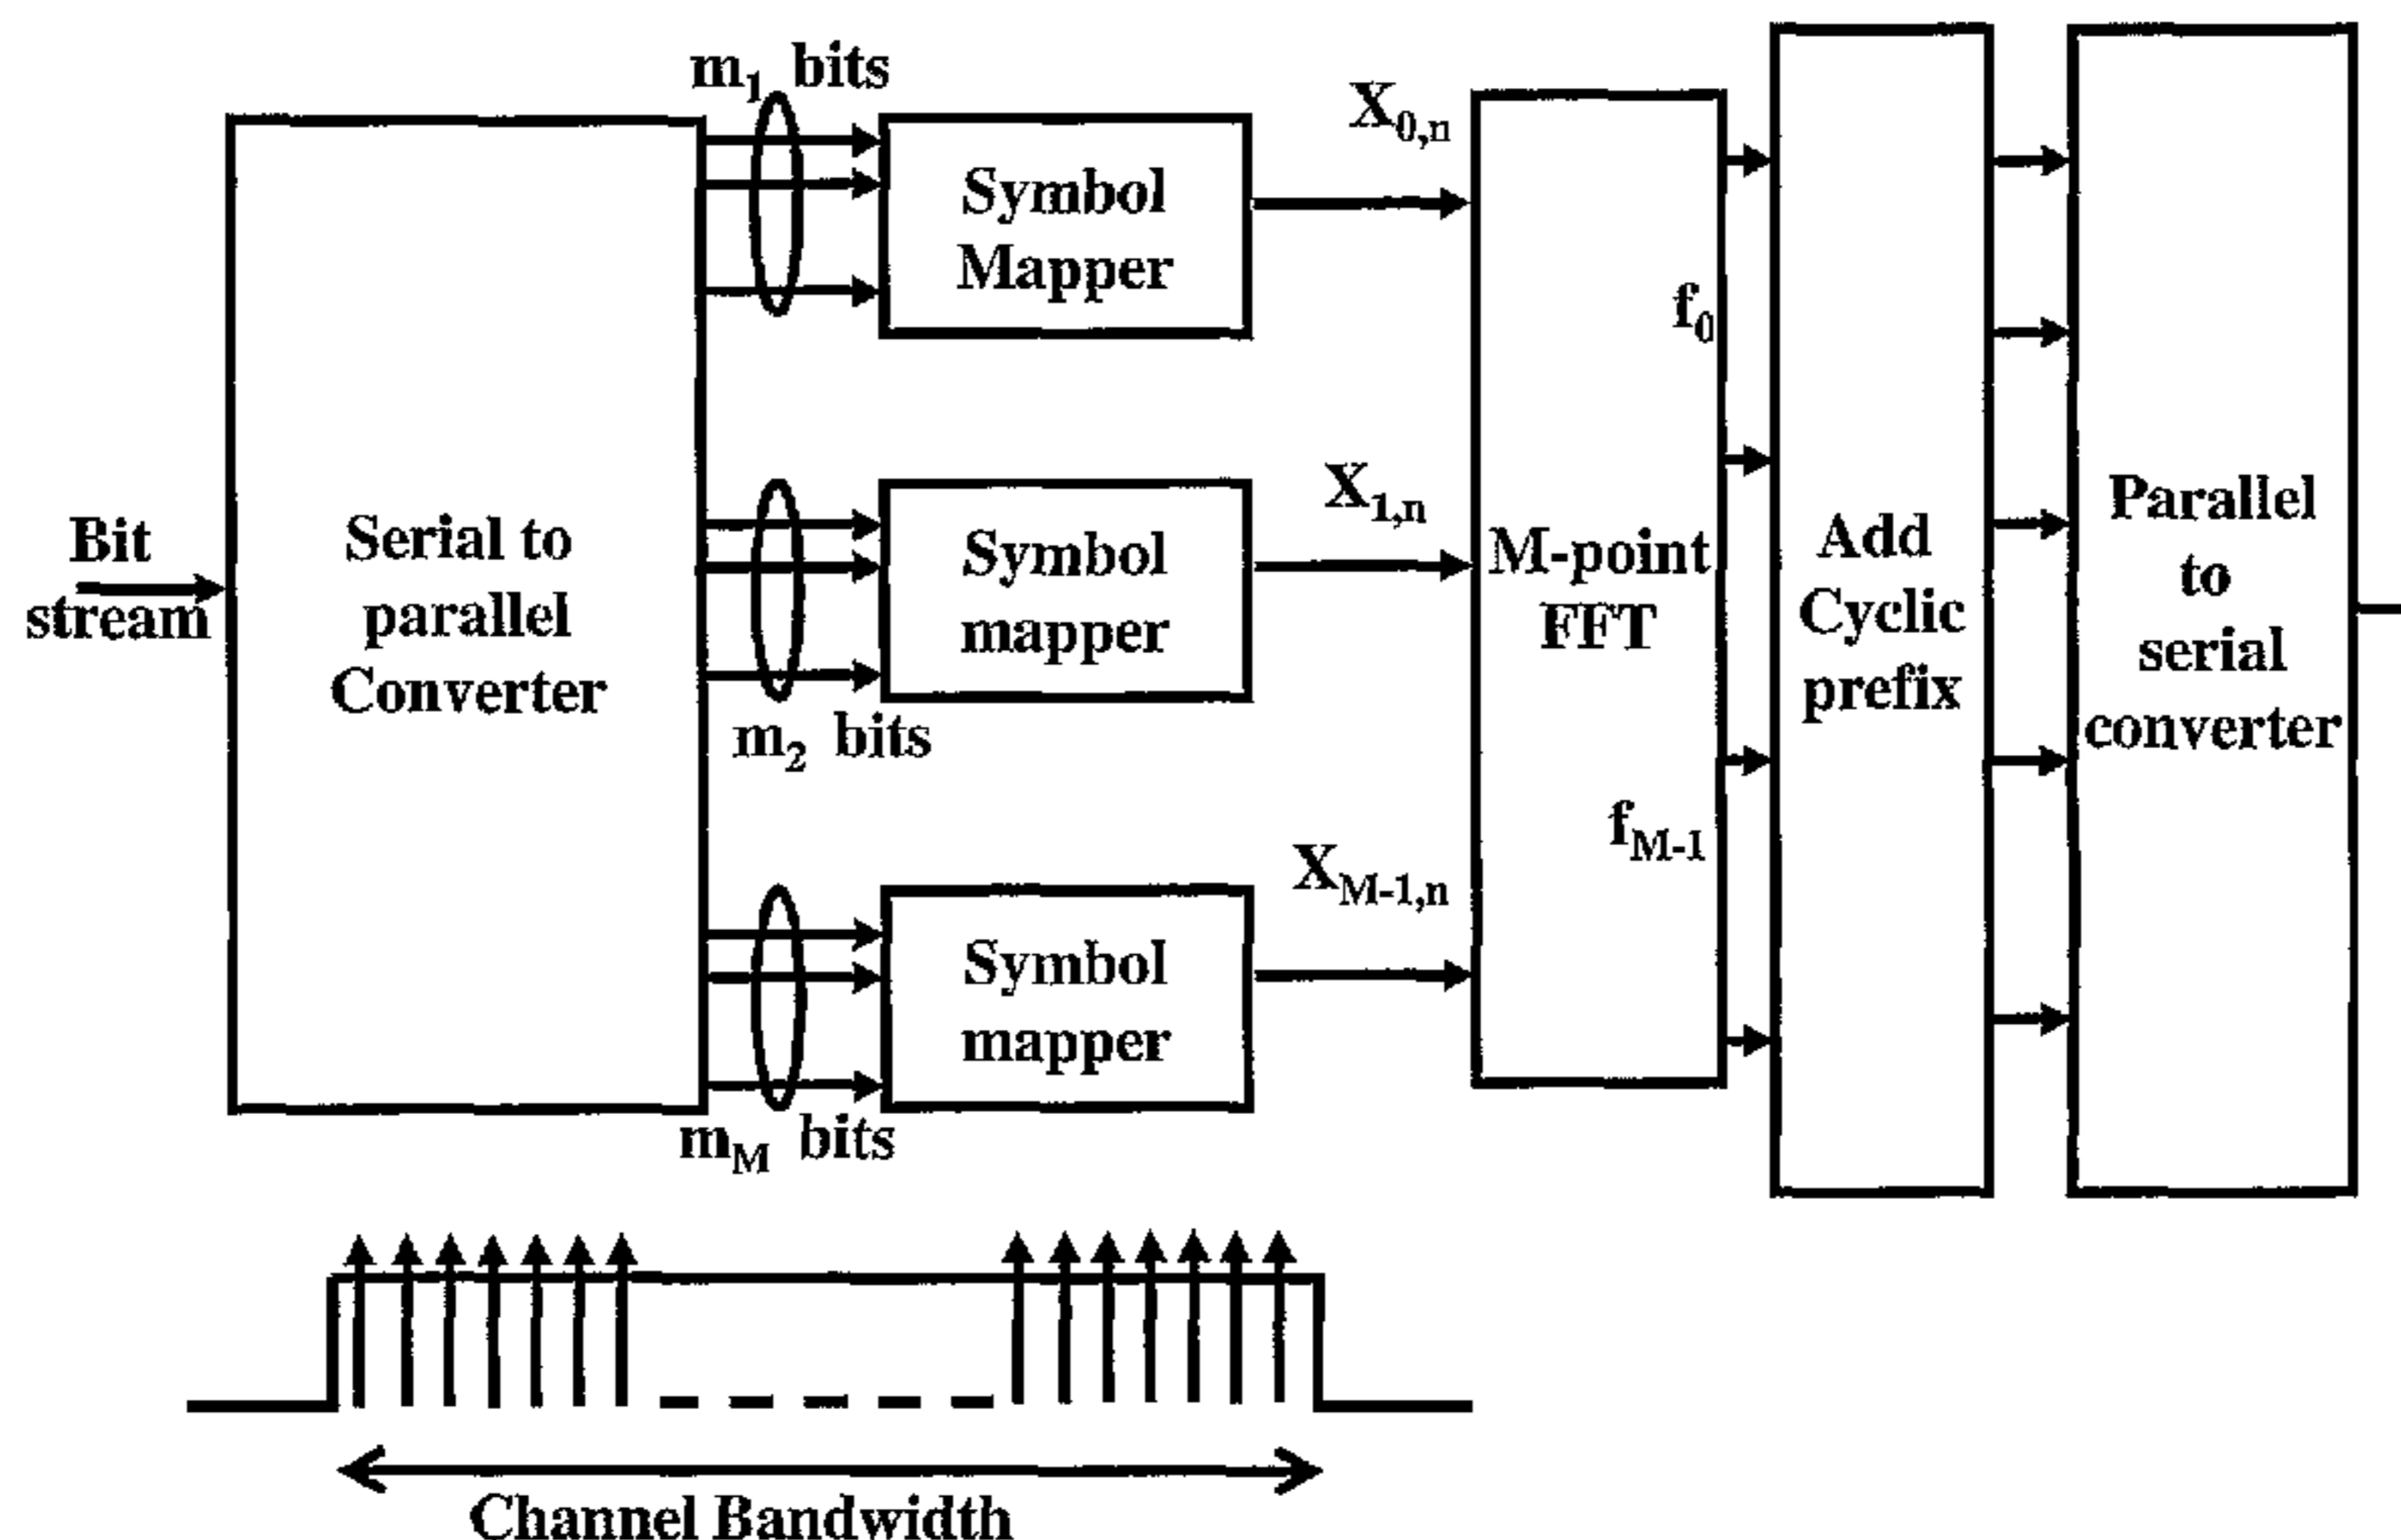 Bit
stream
Serial to
parallel
Converter
m1 bits
m2 bits
mM bits
Symbol
Mapper
Symbol
mapper
Symbol
mapper
X0,n
X1,n
XM-1,n
M-point
FFT
f0
fM-1
Add
Cyclic
prefix
Parallel
to
serial
converter
Channel Bandwidth